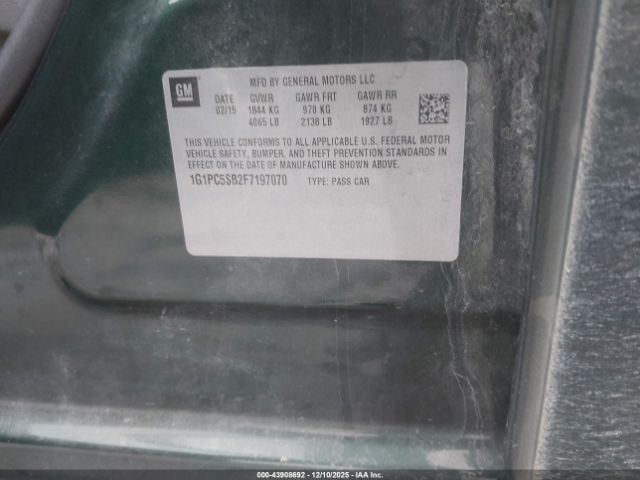 GM
MFD BY GENERAL MOTORS LLC
DATE GVWR GAWR FRT GAWR RR
02/15 1844 KG 970 KG 874 KG
4065 LB 2138 LB 1927 LB
THIS VEHICLE CONFORMS TO ALL APPLICABLE U.S. FEDERAL MOTOR
VEHICLE SAFETY, BUMPER, AND THEFT PREVENTION STANDARDS IN
EFFECT ON THE DATE OF MANUFACTURE SHOWN ABOVE.
1G1PC5SB2F7197070 TYPE: PASS CAR
000-43908692 - 12/10/2025 - IAA Inc.